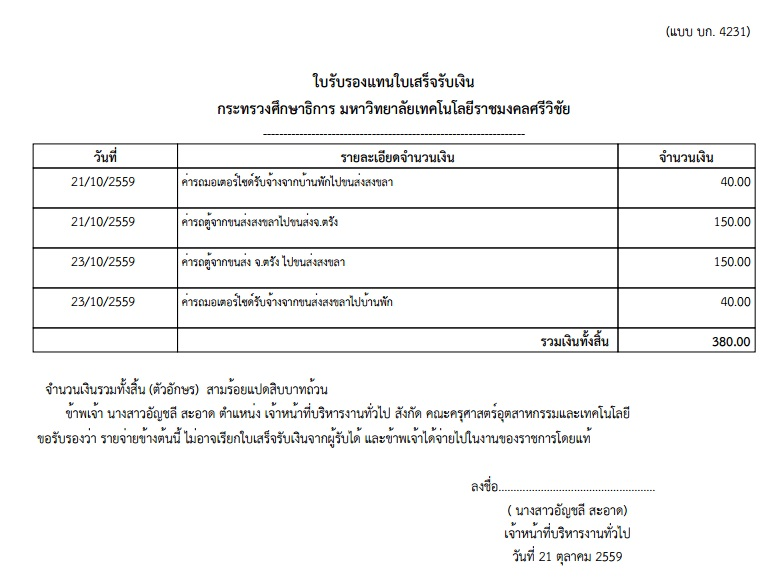 (แบบ บก. 4231)
ใบรับรองแทนใบเสร็จรับเงิน
กระทรวงศึกษาธิการ มหาวิทยาลัยเทคโนโลยีราชมงคลศรีวิชัย
-----------------------------------------------------------------
วันที่ รายละเอียดจำนวนเงิน จำนวนเงิน
21/10/2559 ค่ารถมอเตอร์ไซด์รับจ้างจากบ้านพักไปขนส่งสงขลา 40.00
21/10/2559 ค่ารถตู้จากขนส่งสงขลาไปขนส่งจ.ตรัง 150.00
23/10/2559 ค่ารถตู้จากขนส่ง จ.ตรัง ไปขนส่งสงขลา 150.00
23/10/2559 ค่ารถมอเตอร์ไซด์รับจ้างจากขนส่งสงขลาไปบ้านพัก 40.00
รวมเงินทั้งสิ้น 380.00
จำนวนเงินรวมทั้งสิ้น (ตัวอักษร) สามร้อยแปดสิบบาทถ้วน
ข้าพเจ้า นางสาวอัญชลี สะอาด ตำแหน่ง เจ้าหน้าที่บริหารงานทั่วไป สังกัด คณะครุศาสตร์อุตสาหกรรมและเทคโนโลยี
ขอรับรองว่า รายจ่ายข้างต้นนี้ ไม่อาจเรียกใบเสร็จรับเงินจากผู้รับได้ และข้าพเจ้าได้จ่ายไปในงานของราชการโดยแท้
ลงชื่อ....................................................
( นางสาวอัญชลี สะอาด)
เจ้าหน้าที่บริหารงานทั่วไป
วันที่ 21 ตุลาคม 2559